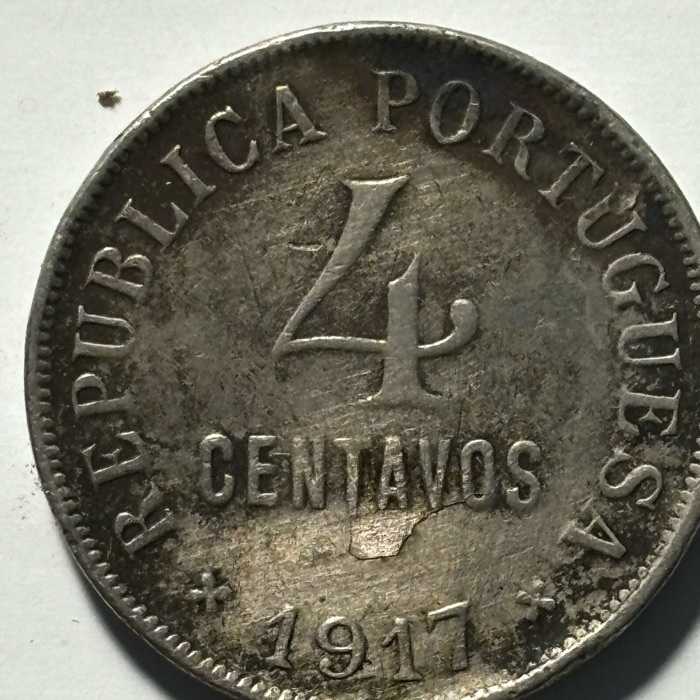 REPUBLICA PORTUGUESA
4
CENTAVOS
1917